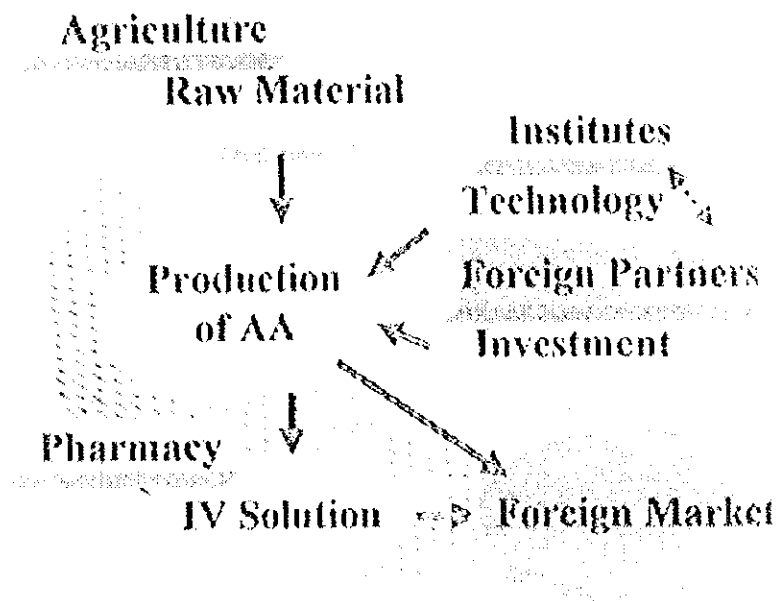 Agriculture
Raw Material
Institutes
Technology
Production
of AA
Foreign Partners
Investment
Pharmacy
IV Solution
Foreign Market